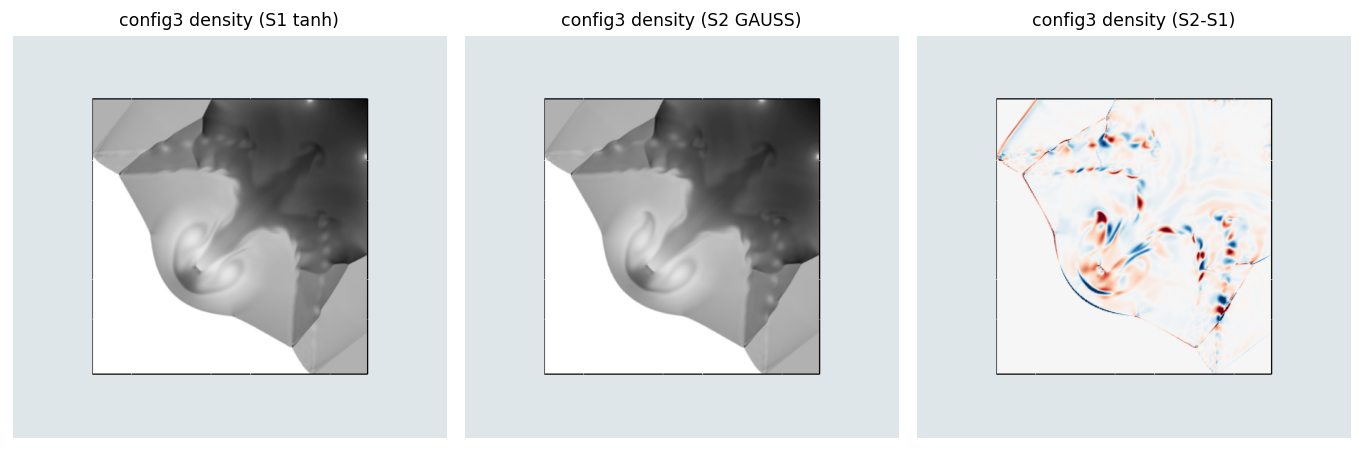 config3 density (S1 tanh)
config3 density (S2 GAUSS)
config3 density (S2-S1)